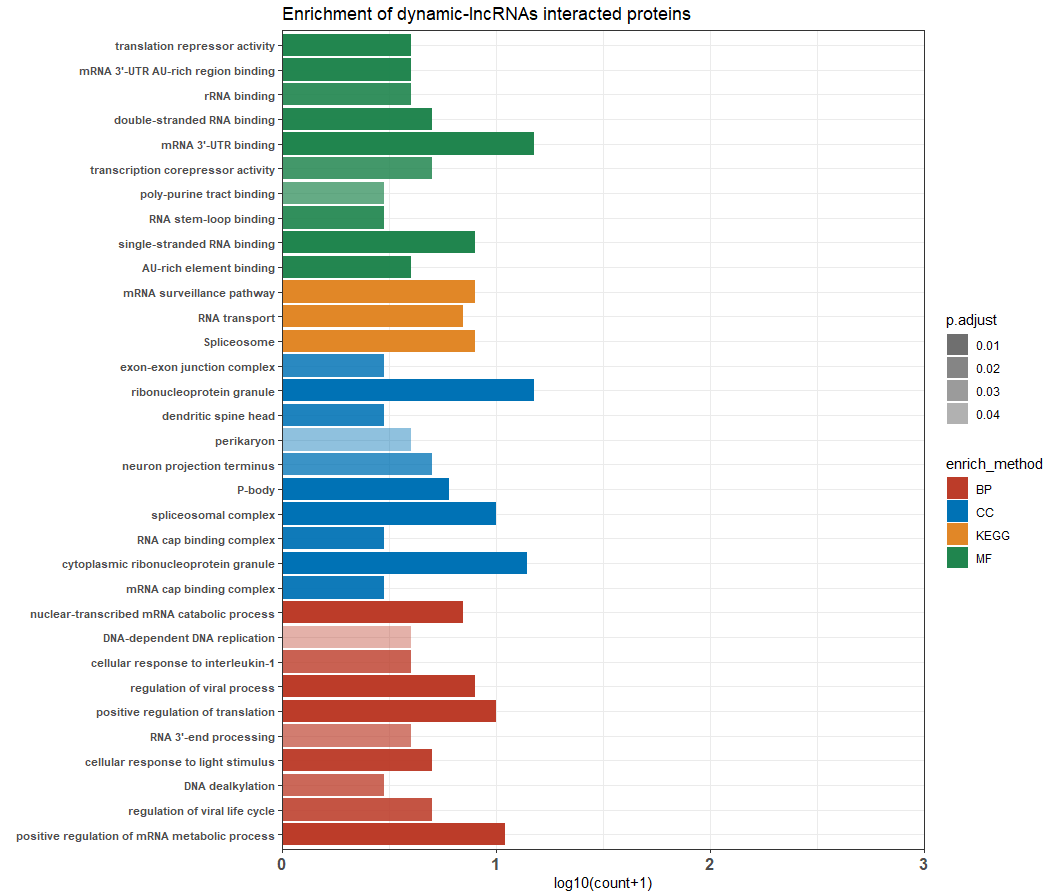 Enrichment of dynamic-lncRNAs interacted proteins
translation repressor activity
mRNA 3'-UTR AU-rich region binding
rRNA binding
double-stranded RNA binding
mRNA 3'-UTR binding
transcription corepressor activity
poly-purine tract binding
RNA stem-loop binding
single-stranded RNA binding
AU-rich element binding
mRNA surveillance pathway
RNA transport
Spliceosome
exon-exon junction complex
ribonucleoprotein granule
dendritic spine head
perikaryon
neuron projection terminus
P-body
spliceosomal complex
RNA cap binding complex
cytoplasmic ribonucleoprotein granule
mRNA cap binding complex
nuclear-transcribed mRNA catabolic process
DNA-dependent DNA replication
cellular response to interleukin-1
regulation of viral process
positive regulation of translation
RNA 3'-end processing
cellular response to light stimulus
DNA dealkylation
regulation of viral life cycle
positive regulation of mRNA metabolic process
0 1 2 3
log10(count+1)
p.adjust
0.01
0.02
0.03
0.04
enrich_method
BP
CC
KEGG
MF